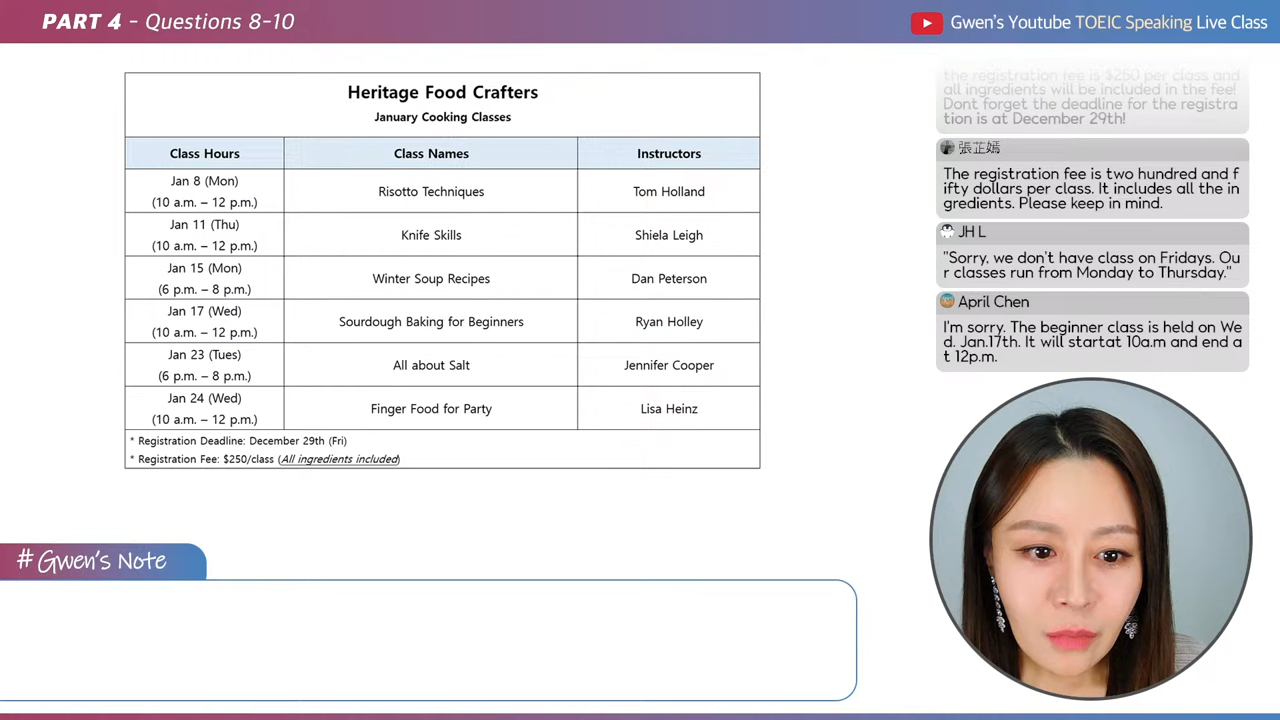 PART 4 - Questions 8-10
Gwen's Youtube TOEIC Speaking Live Class
Heritage Food Crafters
January Cooking Classes
Class Hours Class Names Instructors
Jan 8 (Mon)
(10 a.m. – 12 p.m.) Risotto Techniques Tom Holland
Jan 11 (Thu)
(10 a.m. – 12 p.m.) Knife Skills Shiela Leigh
Jan 15 (Mon)
(6 p.m. – 8 p.m.) Winter Soup Recipes Dan Peterson
Jan 17 (Wed)
(10 a.m. – 12 p.m.) Sourdough Baking for Beginners Ryan Holley
Jan 23 (Tues)
(6 p.m. – 8 p.m.) All about Salt Jennifer Cooper
Jan 24 (Wed)
(10 a.m. – 12 p.m.) Finger Food for Party Lisa Heinz
* Registration Deadline: December 29th (Fri)
* Registration Fee: $250/class (All ingredients included)
the registration fee is $250 per class and
all ingredients will be included in the fee!
Dont forget the deadline for the registra
tion is at December 29th!
張芷嫣
The registration fee is two hundred and f
ifty dollars per class. It includes all the in
gredients. Please keep in mind.
JH L
"Sorry, we don't have class on Fridays. Ou
r classes run from Monday to Thursday."
April Chen
I'm sorry. The beginner class is held on We
d. Jan.17th. It will startat 10a.m and end a
t 12p.m.
# Gwen's Note